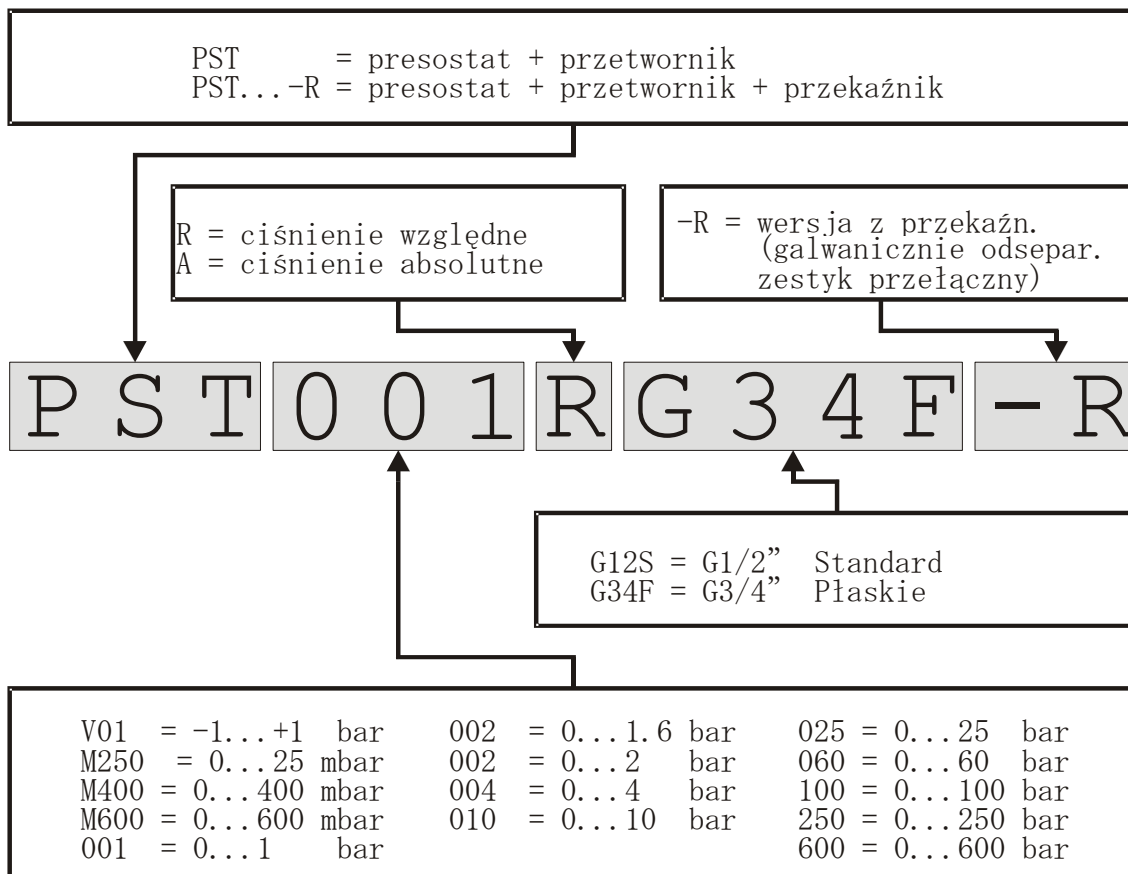 PST = presostat + przetwornik
PST...-R = presostat + przetwornik + przekaźnik
R = ciśnienie względne
A = ciśnienie absolutne
-R = wersja z przekaźn.
(galwanicznie odsepar.
zestyk przełączny)
PST001RG34F-R
G12S = G1/2” Standard
G34F = G3/4” Płaskie
V01 = -1...+1 bar 002 = 0...1.6 bar 025 = 0...25 bar
M250 = 0...25 mbar 002 = 0...2 bar 060 = 0...60 bar
M400 = 0...400 mbar 004 = 0...4 bar 100 = 0...100 bar
M600 = 0...600 mbar 010 = 0...10 bar 250 = 0...250 bar
001 = 0...1 bar 600 = 0...600 bar